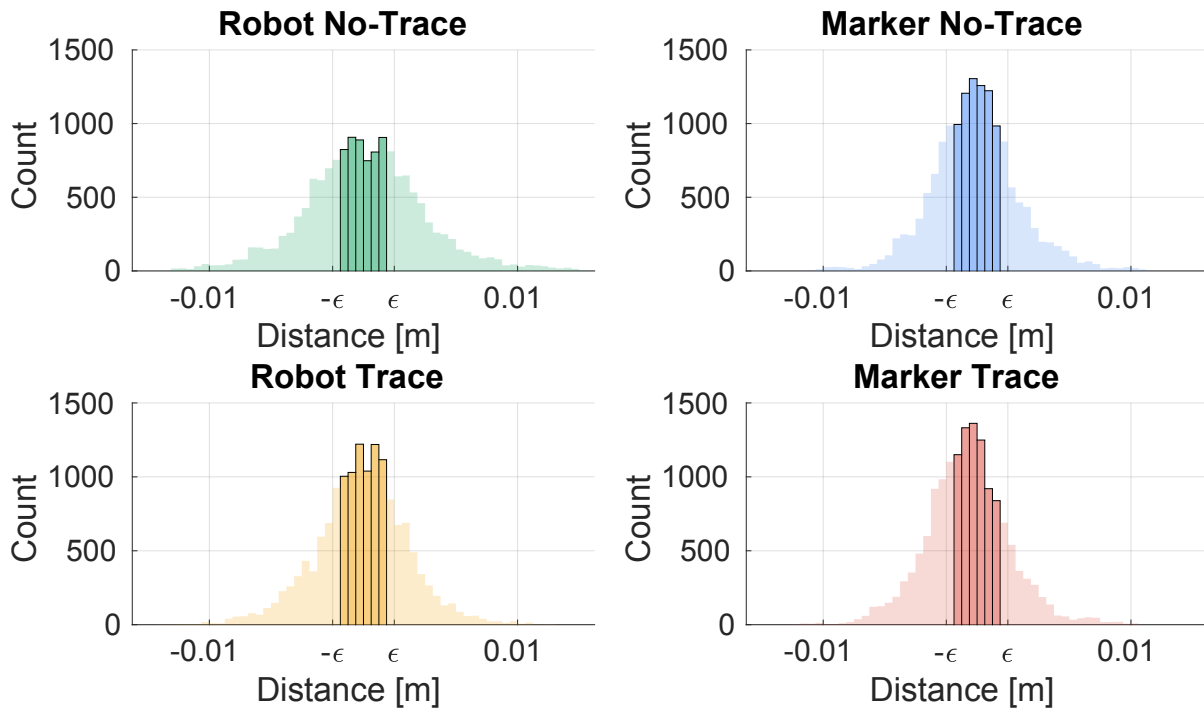 Robot No-Trace
1500
1000
500
0
Count
-0.01 -ϵ ϵ 0.01
Distance [m]
Marker No-Trace
1500
1000
500
0
Count
-0.01 -ϵ ϵ 0.01
Distance [m]
Robot Trace
1500
1000
500
0
Count
-0.01 -ϵ ϵ 0.01
Distance [m]
Marker Trace
1500
1000
500
0
Count
-0.01 -ϵ ϵ 0.01
Distance [m]